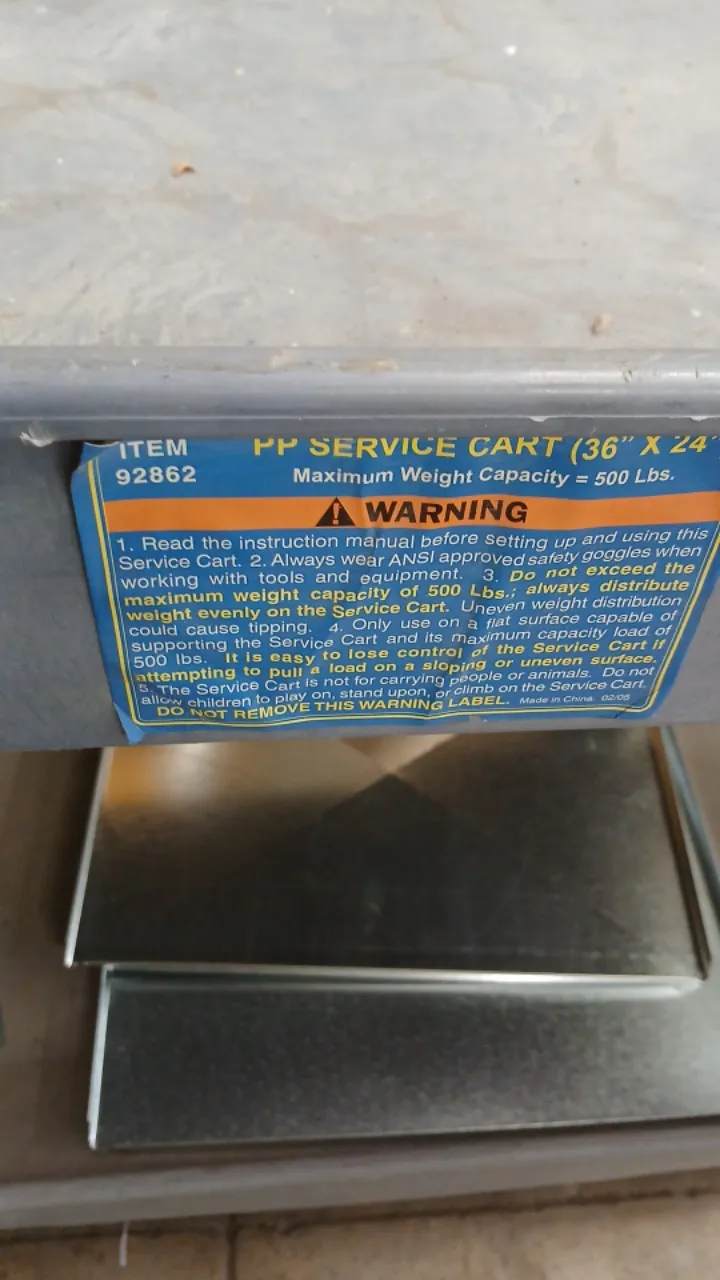 ITEM PP SERVICE CART (36" X 24"
92862 Maximum Weight Capacity = 500 Lbs.
WARNING
1. Read the instruction manual before setting up and using this
Service Cart. 2. Always wear ANSI approved safety goggles when
working with tools and equipment. 3. Do not exceed the
maximum weight capacity of 500 Lbs.; always distribute
weight evenly on the Service Cart. Uneven weight distribution
could cause tipping. 4. Only use on a flat surface capable of
supporting the Service Cart and its maximum capacity load of
500 lbs. It is easy to lose control of the Service Cart if
attempting to pull a load on a sloping or uneven surface.
5. The Service Cart is not for carrying people or animals. Do not
allow children to play on, stand upon, or climb on the Service Cart.
DO NOT REMOVE THIS WARNING LABEL. Made in China 02/05